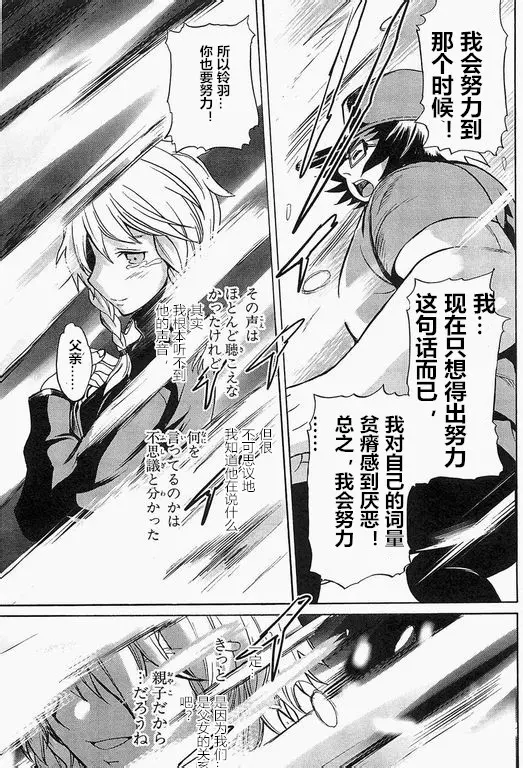 我会努力到
那个时候！
所以铃羽…
你也要努力！
我…
现在只想得出努力
这句话而已，
我对自己的词量
贫瘠感到厌恶！
总之，我会努力
その声は
ほとんど聴こえな
かったけれど
其实
我根本听不到
他的声音，
父亲…
但很
不可思议地
我知道他在说什么
何を
言ってるのかは
不思議と分かった
一定…
きっと
是因为我们…
是父女的关系
吧？
親子だから
…だろうね